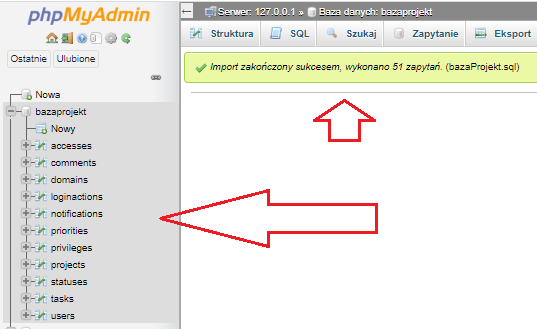 phpMyAdmin
Ostatnie Ulubione
Nowa
bazaprojekt
Nowy
accesses
comments
domains
loginactions
notifications
priorities
privileges
projects
statuses
tasks
users
Serwer: 127.0.0.1 » Baza danych: bazaprojekt
Struktura SQL Szukaj Zapytanie Eksport
Import zakończony sukcesem, wykonano 51 zapytań. (bazaProjekt.sql)